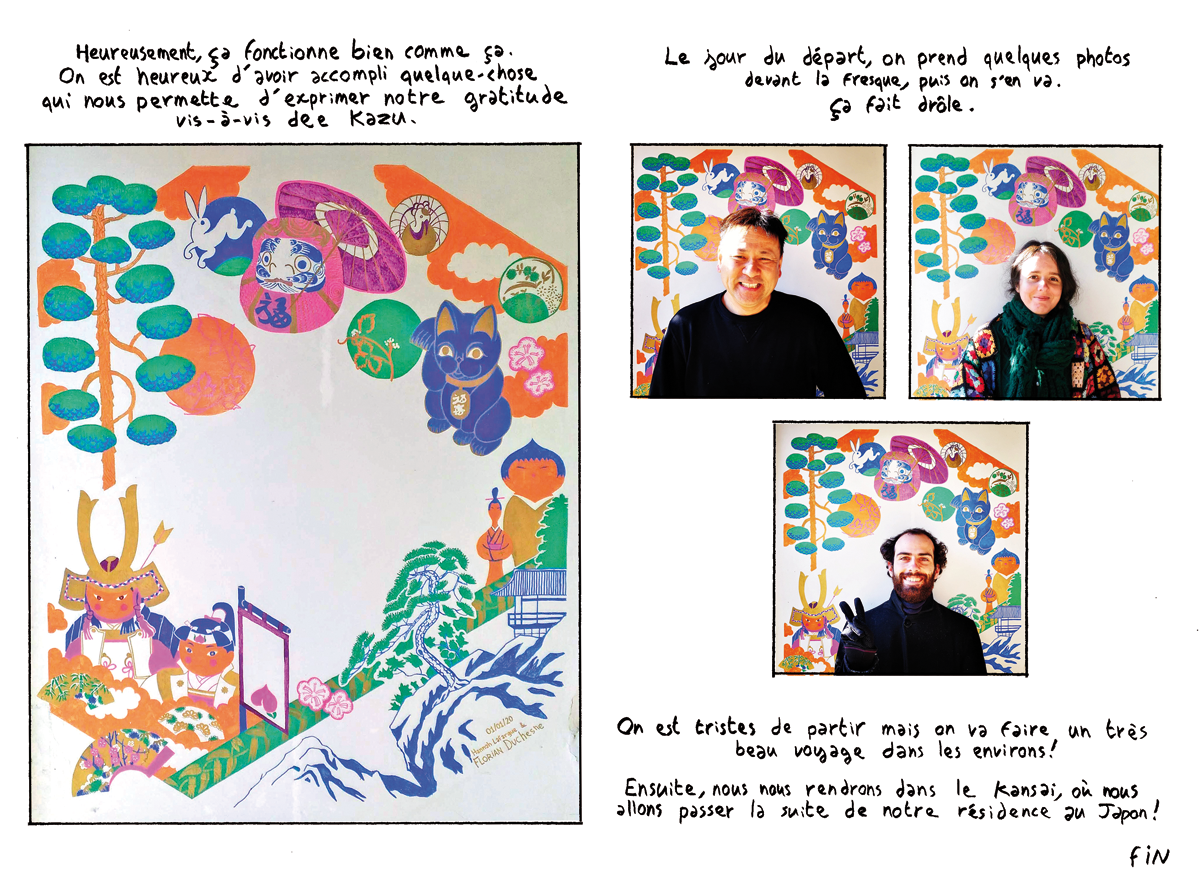 Heureusement, ça fonctionne bien comme ça.
On est heureux d'avoir accompli quelque-chose
qui nous permette d'exprimer notre gratitude
vis-à-vis dee Kazu.
福
01/01/20
Hannah Lafargue &
FLORIAN DUCHESNE
Le jour du départ, on prend quelques photos
devant la fresque, puis on s'en va.
ça fait drôle.
On est tristes de partir mais on va faire un très
beau voyage dans les environs!
Ensuite, nous nous rendrons dans le Kansai, où nous
allons passer la suite de notre résidence au Japon!
FiN